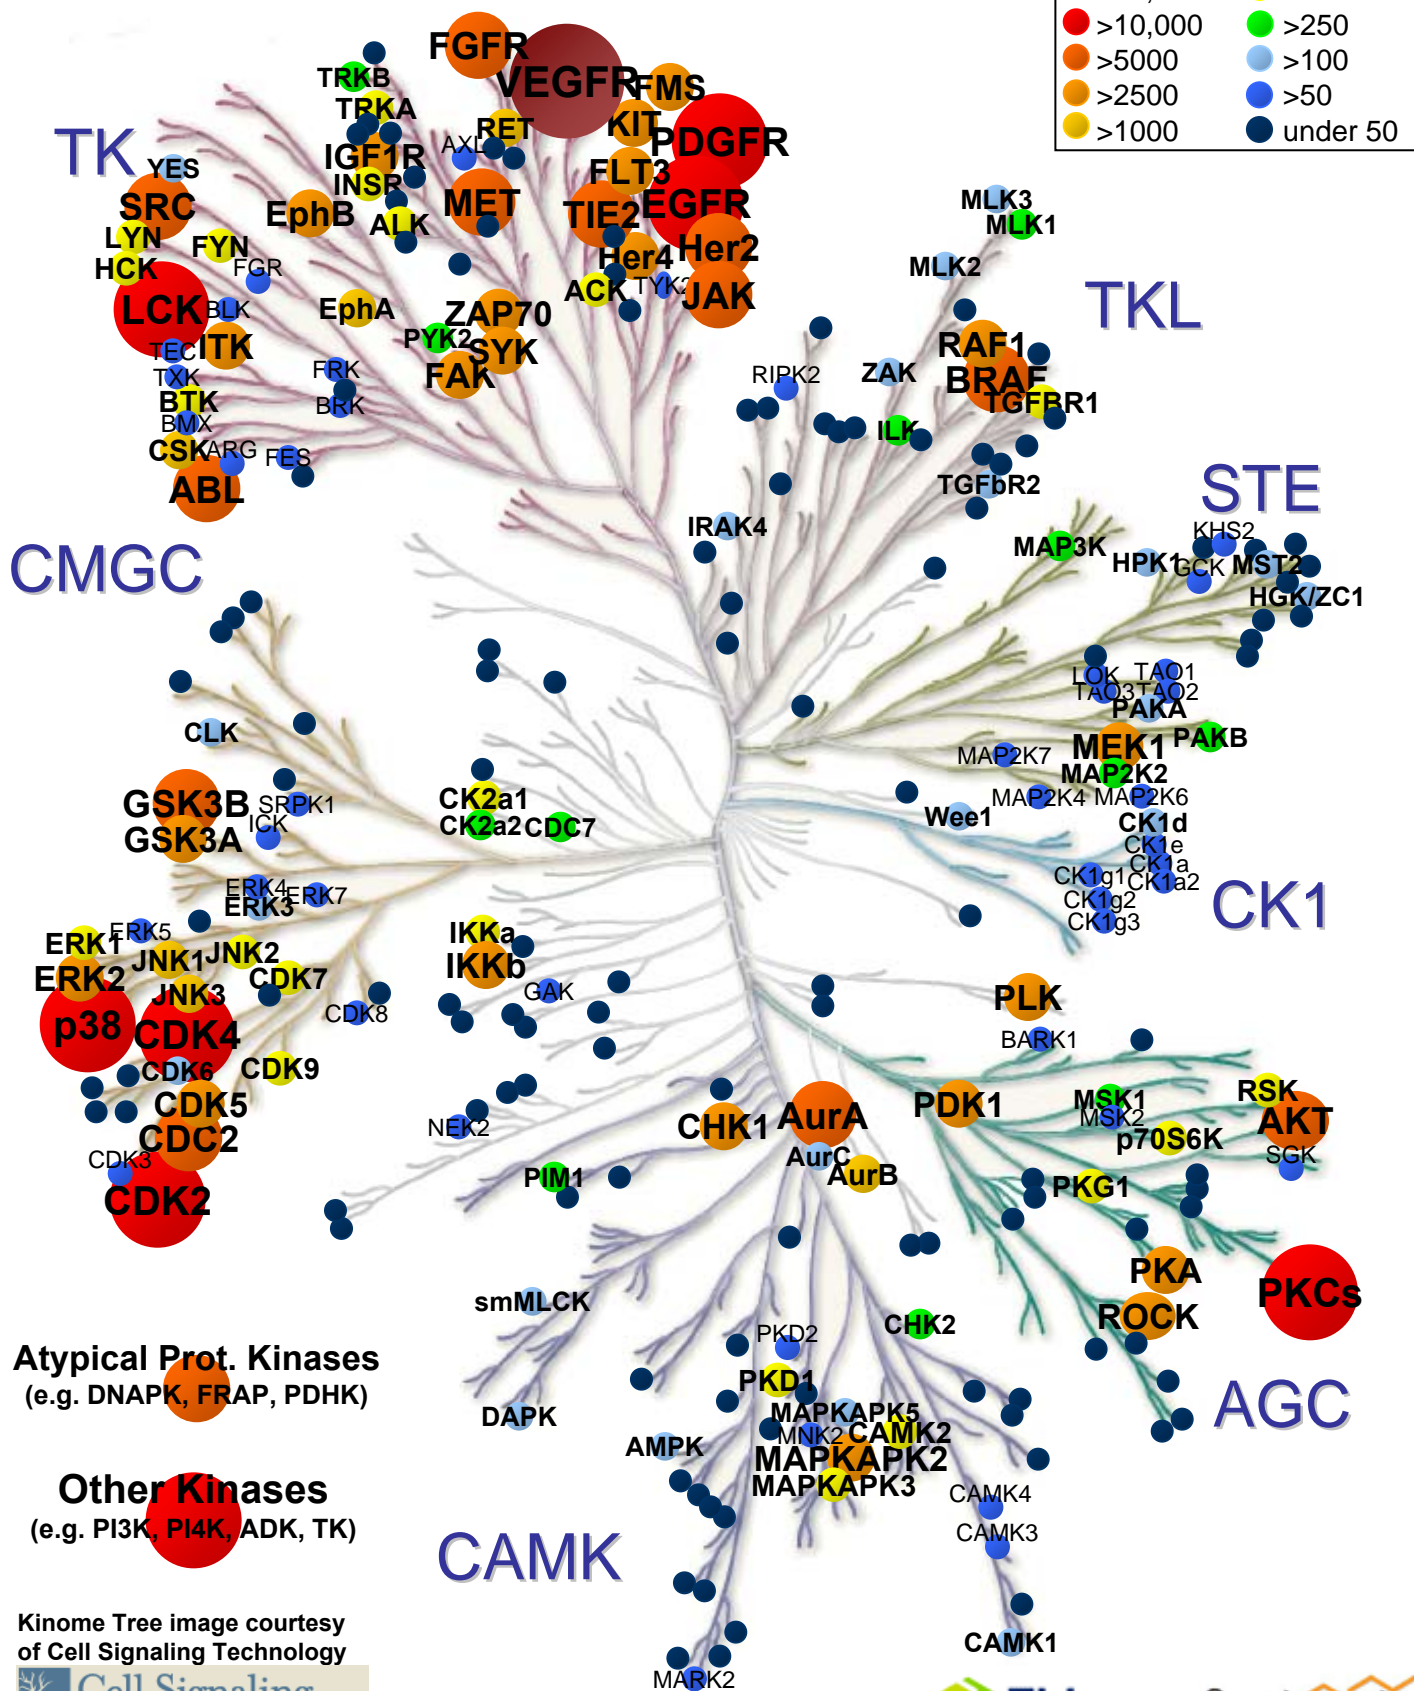 >10,000
>250
>5000
>100
>2500
>50
>1000
under 50
FGFR
VEGFR
FMS
TRKB
TRKA
KIT
RET
PDGFR
TK
AXL
IGF1R
FLT3
YES
INSR
MET
TIE2
EGFR
SRC
EphB
ALK
MLK3
MLK1
LYN
FYN
Her4
Her2
HCK
FGR
MLK2
ACK
TYK2
JAK
LCK
BLK
EphA
ZAP70
TKL
PYK2
SYK
ITK
TEC
RAF1
FRK
FAK
RIPK2
ZAK
BRAF
TXK
BTK
BRK
TGFBR1
BMX
ILK
CSK
ARG
FES
ABL
TGFbR2
STE
IRAK4
KHS2
MAP3K
HPK1
GCK
MST2
CMGC
HGK/ZC1
LOK
TAO1
TAO3
TAO2
PAKA
CLK
MEK1
PAKB
MAP2K7
MAP2K2
GSK3B
SRPK1
CK2a1
MAP2K4
MAP2K6
ICK
CK2a2
CDC7
Wee1
CK1d
GSK3A
CK1e
CK1a
CK1g1
CK1a2
ERK4
ERK7
CK1g2
ERK3
CK1g3
CK1
ERK5
IKKa
ERK1
JNK1
JNK2
IKKb
ERK2
CDK7
JNK3
GAK
PLK
p38
CDK4
CDK8
BARK1
CDK6
CDK9
CDK5
CHK1
AurA
PDK1
MSK1
RSK
MSK2
AKT
NEK2
CDC2
p70S6K
AurC
SGK
CDK3
PIM1
AurB
PKG1
CDK2
PKA
PKCs
smMLCK
ROCK
CHK2
PKD2
Atypical Prot. Kinases
(e.g. DNAPK, FRAP, PDHK)
PKD1
AGC
DAPK
MAPKAPK5
MNK2
CAMK2
AMPK
MAPKAPK2
MAPKAPK3
Other Kinases
(e.g. PI3K, PI4K, ADK, TK)
CAMK4
CAMK3
CAMK
Kinome Tree image courtesy
of Cell Signaling Technology
CAMK1
MARK2
Cell Signaling